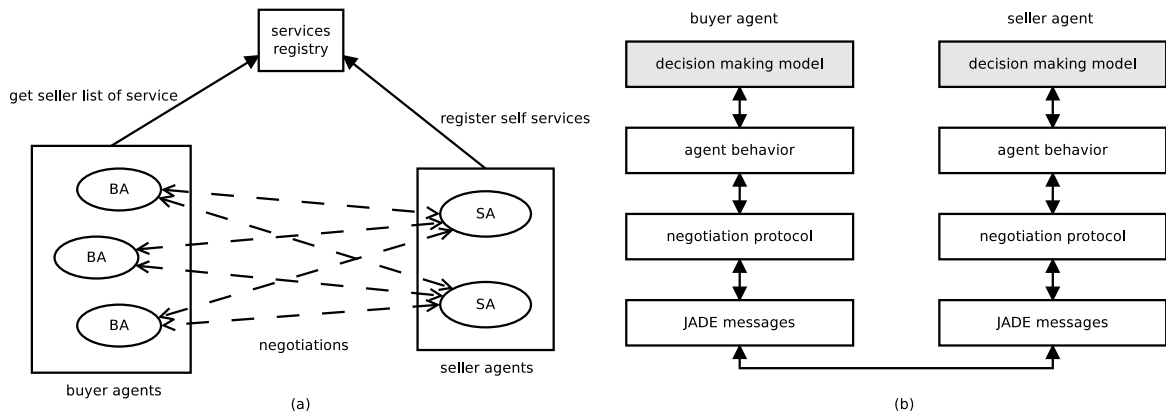 services
registry
get seller list of service
register self services
BA
BA
BA
SA
SA
negotiations
buyer agents
seller agents
(a)
buyer agent
decision making model
agent behavior
negotiation protocol
JADE messages
seller agent
decision making model
agent behavior
negotiation protocol
JADE messages
(b)